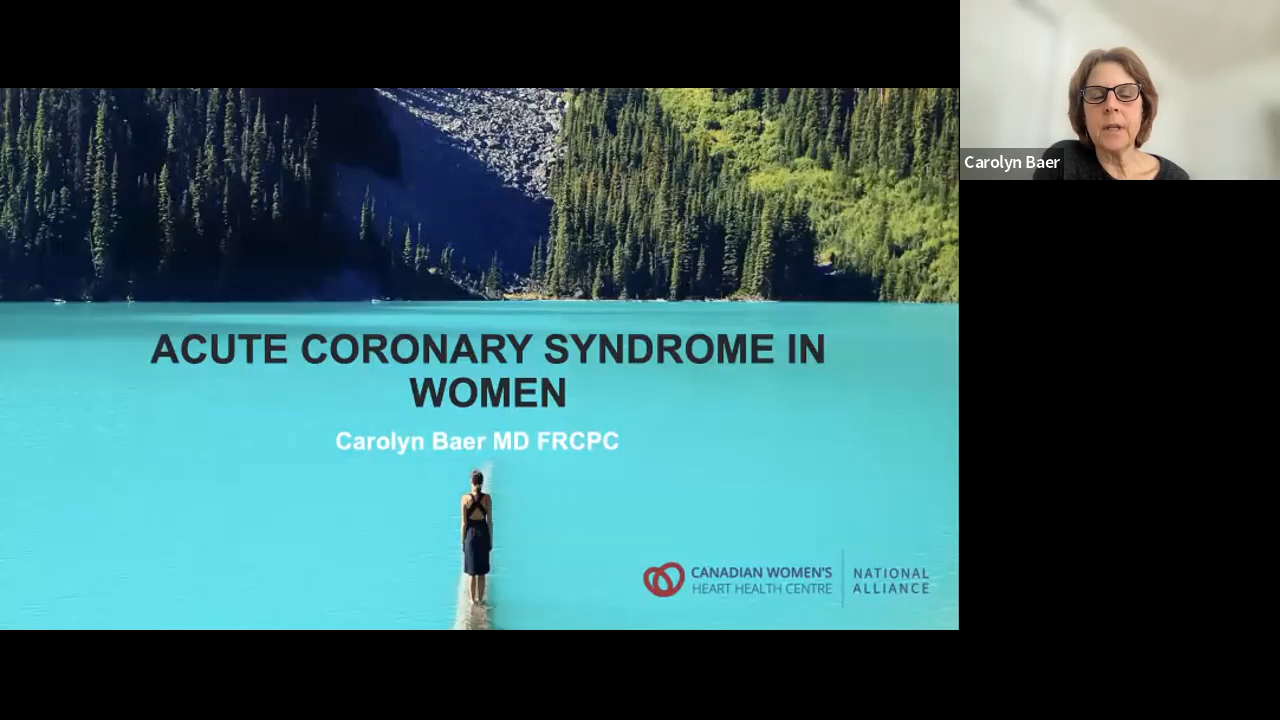 ACUTE CORONARY SYNDROME IN
WOMEN
Carolyn Baer MD FRCPC
CANADIAN WOMEN'S
HEART HEALTH CENTRE
NATIONAL
ALLIANCE
Carolyn Baer